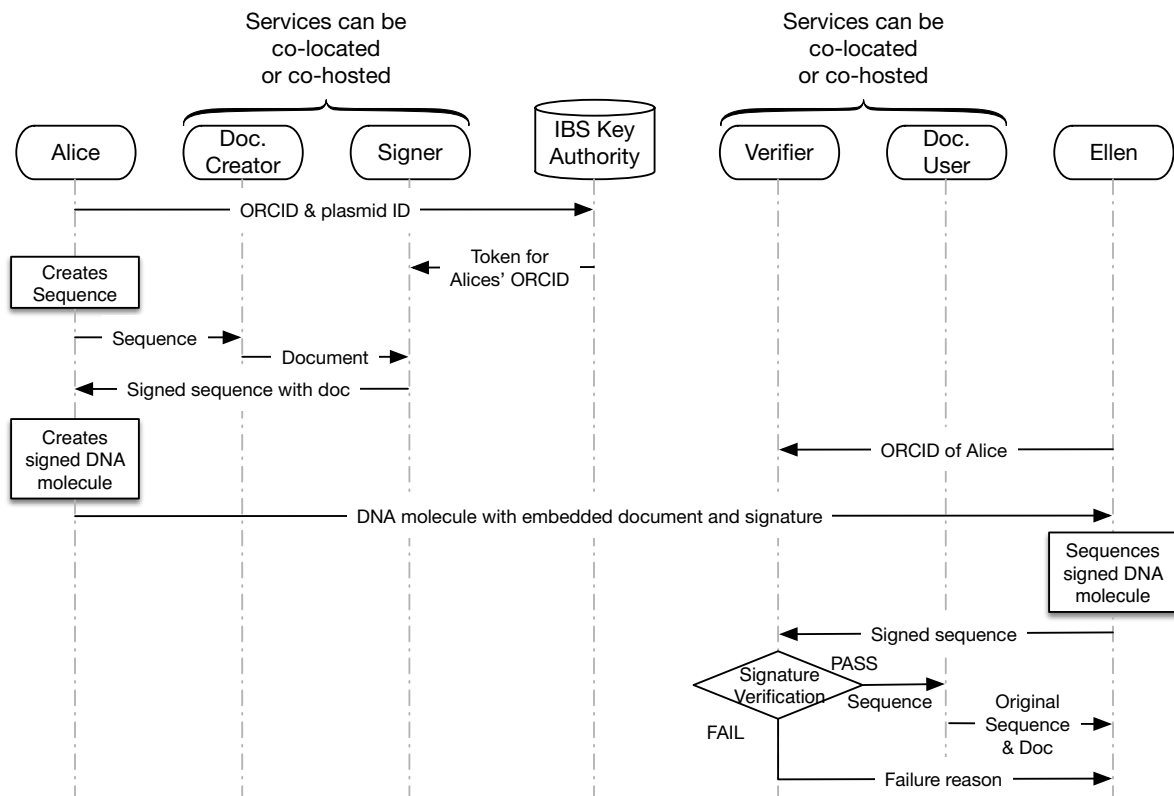 Services can be
co-located
or co-hosted
Services can be
co-located
or co-hosted
Alice
Doc.
Creator
Signer
IBS Key
Authority
Verifier
Doc.
User
Ellen
ORCID & plasmid ID
Token for
Alices’ ORCID
Creates
Sequence
Sequence
Document
Signed sequence with doc
Creates
signed DNA
molecule
ORCID of Alice
DNA molecule with embedded document and signature
Sequences
signed DNA
molecule
Signed sequence
Signature
Verification
PASS
Sequence
FAIL
Original
Sequence
& Doc
Failure reason